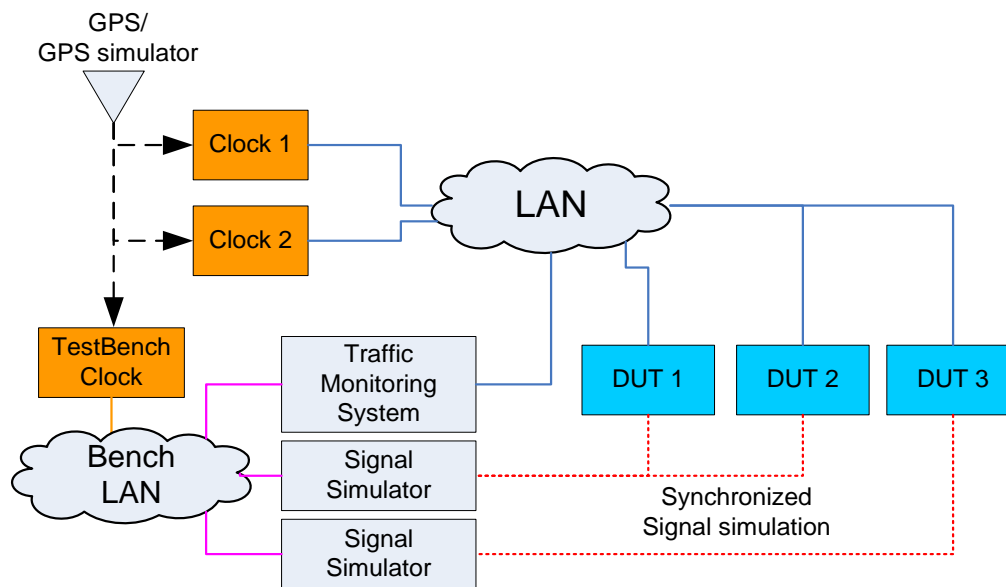 GPS/
GPS simulator
Clock 1
Clock 2
LAN
TestBench
Clock
Traffic
Monitoring
System
DUT 1
DUT 2
DUT 3
Bench
LAN
Signal
Simulator
Synchronized
Signal simulation
Signal
Simulator